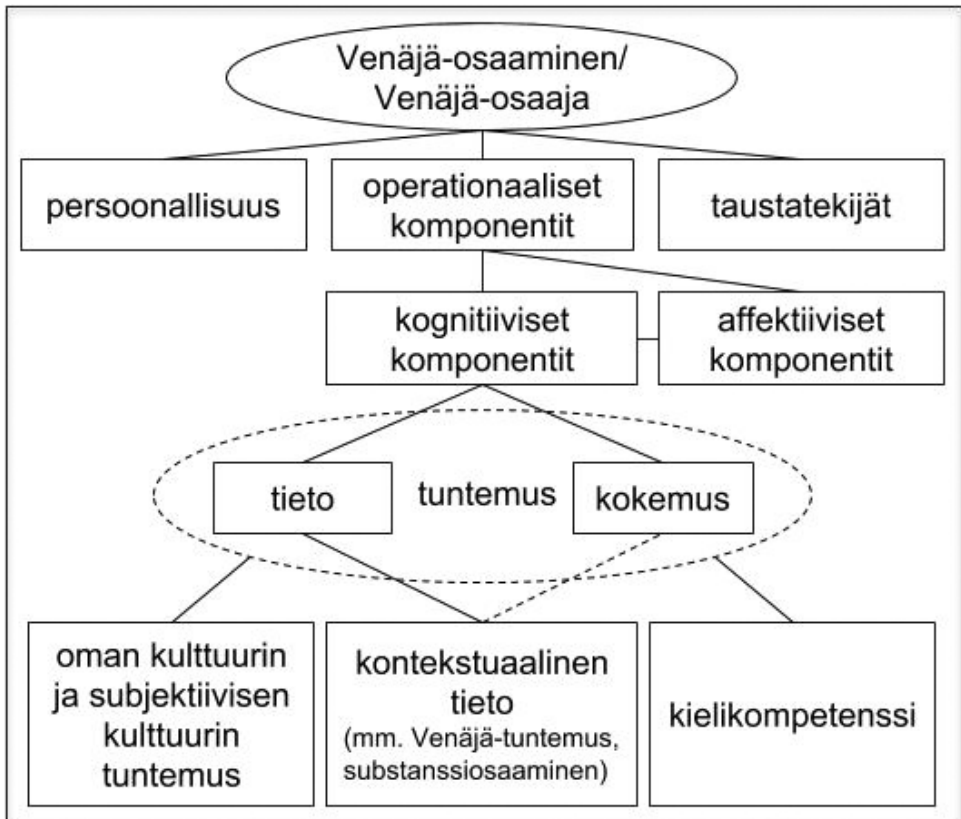 Venäjä-osaaminen/
Venäjä-osaaja
persoonallisuus
operationaaliset
komponentit
taustatekijät
kognitiiviset
komponentit
affektiiviset
komponentit
tieto
tuntemus
kokemus
oman kulttuurin
ja subjektiivisen
kulttuurin
tuntemus
kontekstuaalinen
tieto
(mm. Venäjä-tuntemus,
substanssiosaaminen)
kielikompetenssi